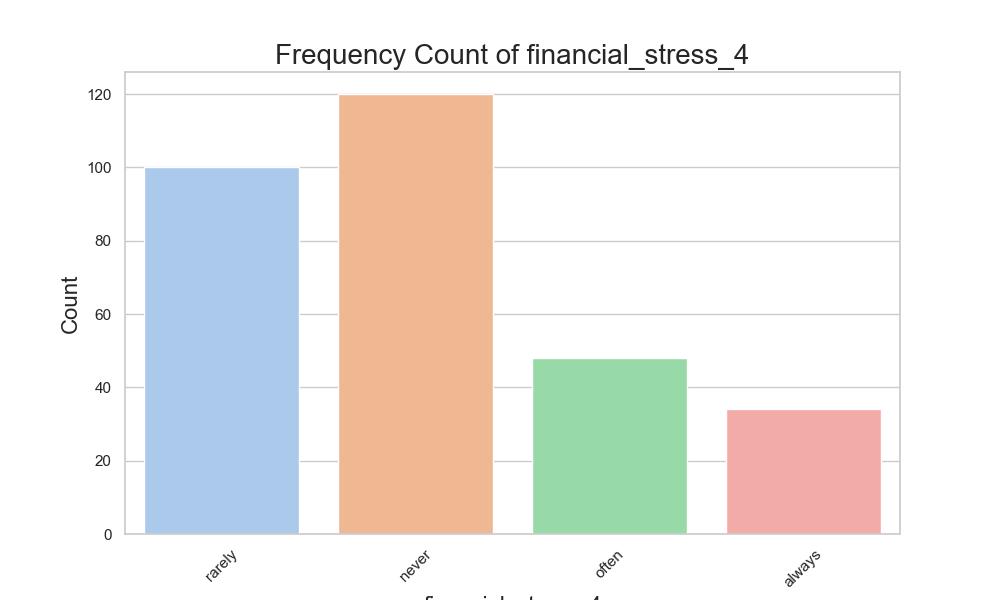 Frequency Count of financial_stress_4
120
100
80
60
40
20
0
Count
rarely
never
often
always